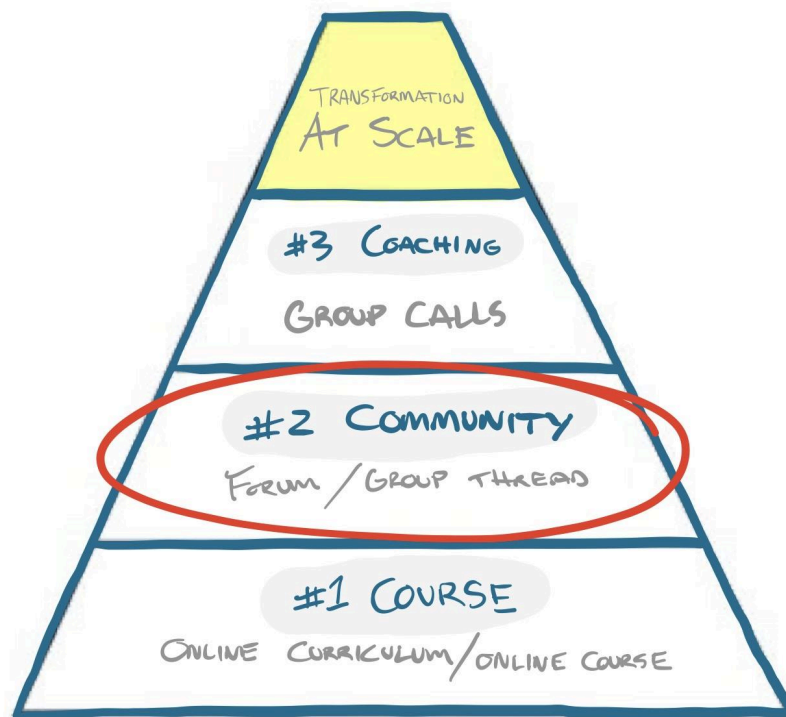 TRANSFORMATION
AT SCALE
#3 COACHING
GROUP CALLS
#2 COMMUNITY
FORUM / GROUP THREAD
#1 COURSE
ONLINE CURRICULUM / ONLINE COURSE